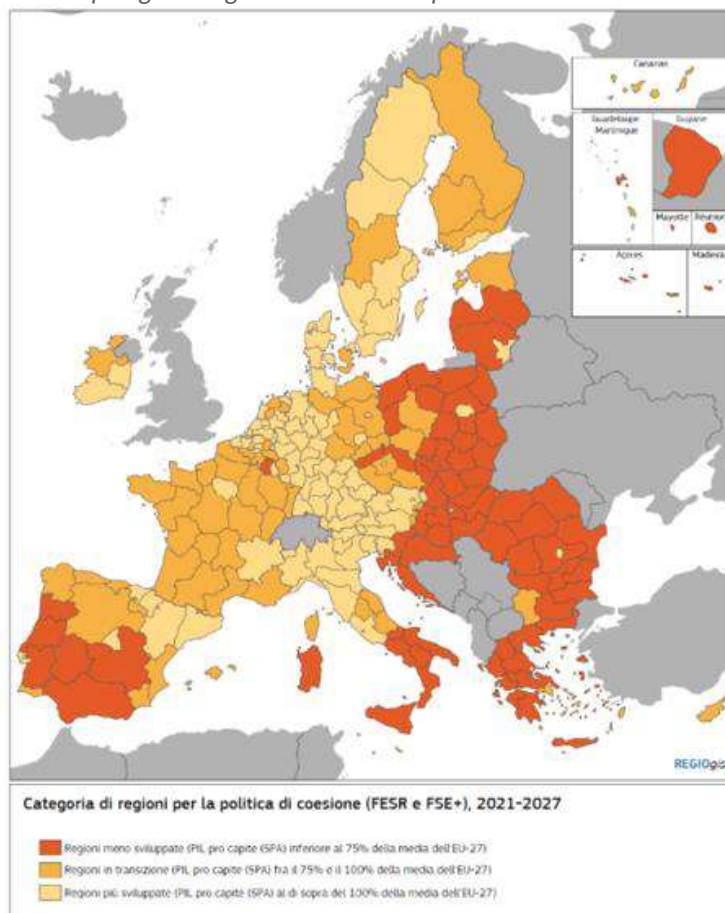 Canarias
Guadeloupe
Martinique
Guyane
Mayotte
Réunion
Açores
Madeira
REGIOgis
Categoria di regioni per la politica di coesione (FESR e FSE+), 2021-2027
Regioni meno sviluppate (PIL pro capite (SPA) inferiore al 75% della media dell'EU-27)
Regioni in transizione (PIL pro capite (SPA) fra il 75% e il 100% della media dell'EU-27)
Regioni più sviluppate (PIL pro capite (SPA) al di sopra del 100% della media dell'EU-27)